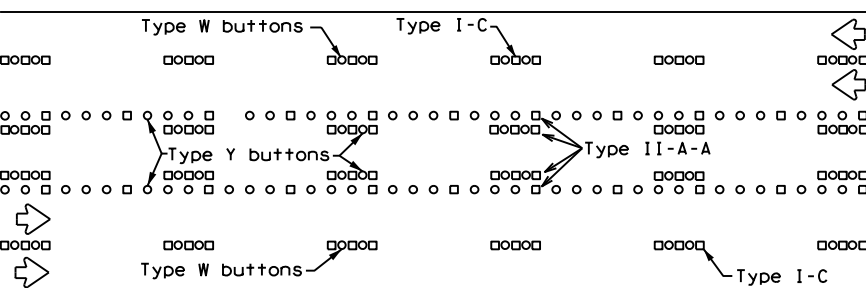 Type W buttons
Type I-C
Type Y buttons
Type II-A-A
Type W buttons
Type I-C